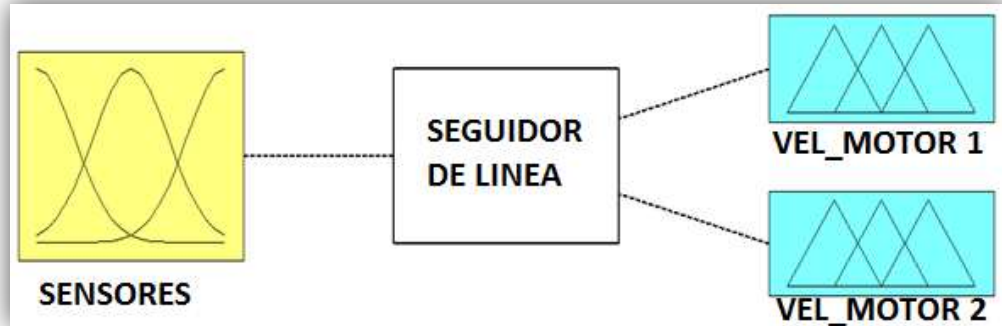 SENSORES
SEGUIDOR
DE LINEA
VEL_MOTOR 1
VEL_MOTOR 2